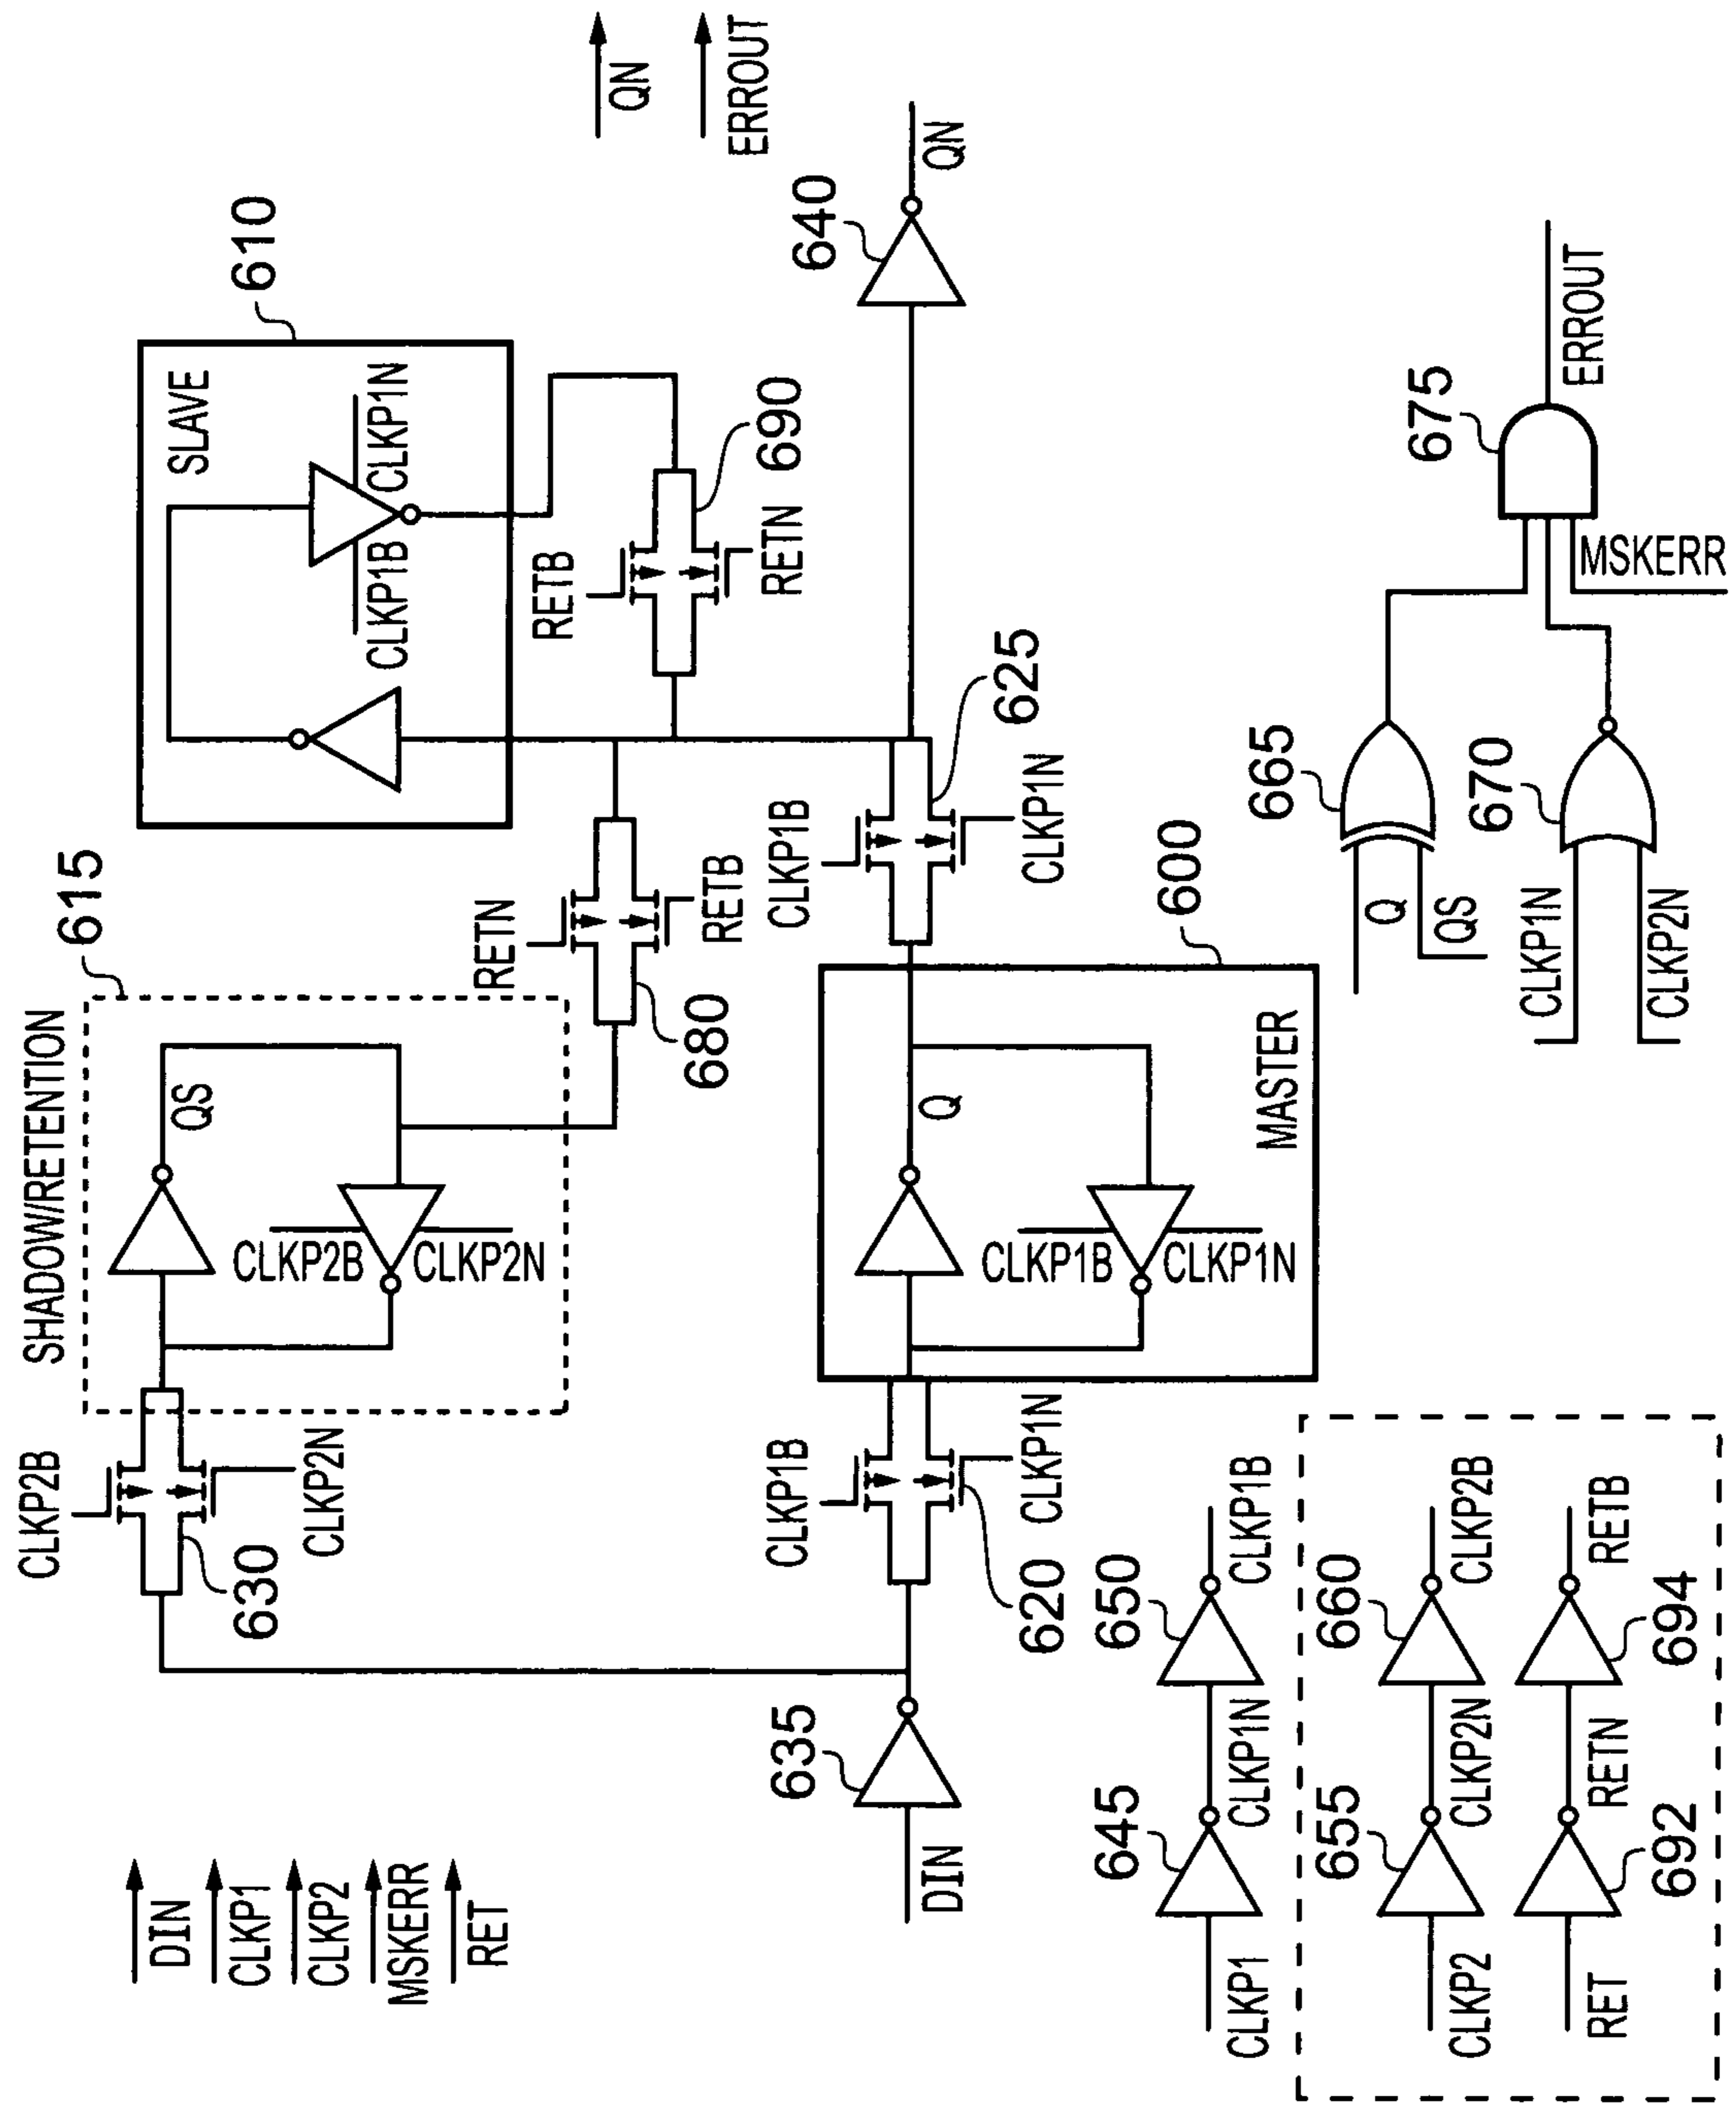 DIN
CLKP1
CLKP2
MSKERR
RET
QN
ERROUT
SHADOW/RETENTION
615
CLKP2B
630
CLKP2N
QS
CLKP2B
CLKP2N
RETN
680
RETB
SLAVE
610
CLKP1B
CLKP1N
RETB
690
RETN
DIN
635
CLKP1B
620
CLKP1N
Q
CLKP1B
CLKP1N
MASTER
600
CLKP1B
625
CLKP1N
640
QN
CLKP1
645
CLKP1N
650
CLKP1B
CLKP2
655
CLKP2N
660
CLKP2B
RET
692
RETN
694
RETB
Q
QS
665
CLKP1N
CLKP2N
670
MSKERR
675
ERROUT